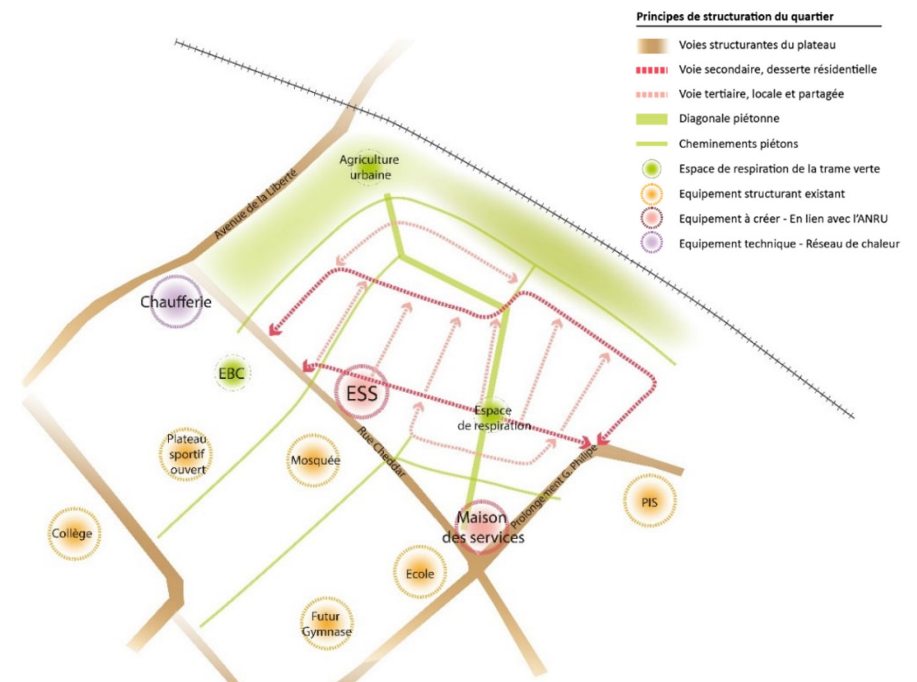 Principes de structuration du quartier
Voies structurantes du plateau
Voie secondaire, desserte résidentielle
Voie tertiaire, locale et partagée
Diagonale piétonne
Cheminements piétons
Espace de respiration de la trame verte
Equipement structurant existant
Equipement à créer - En lien avec l'ANRU
Equipement technique - Réseau de chaleur
Agriculture
urbaine
Avenue de la Liberté
Chaufferie
EBC
ESS
Espace
de respiration
Plateau
sportif
ouvert
Mosquée
Rue Cheddar
Prolongement G. Philipe
PIS
Collège
Maison
des services
Ecole
Futur
Gymnase